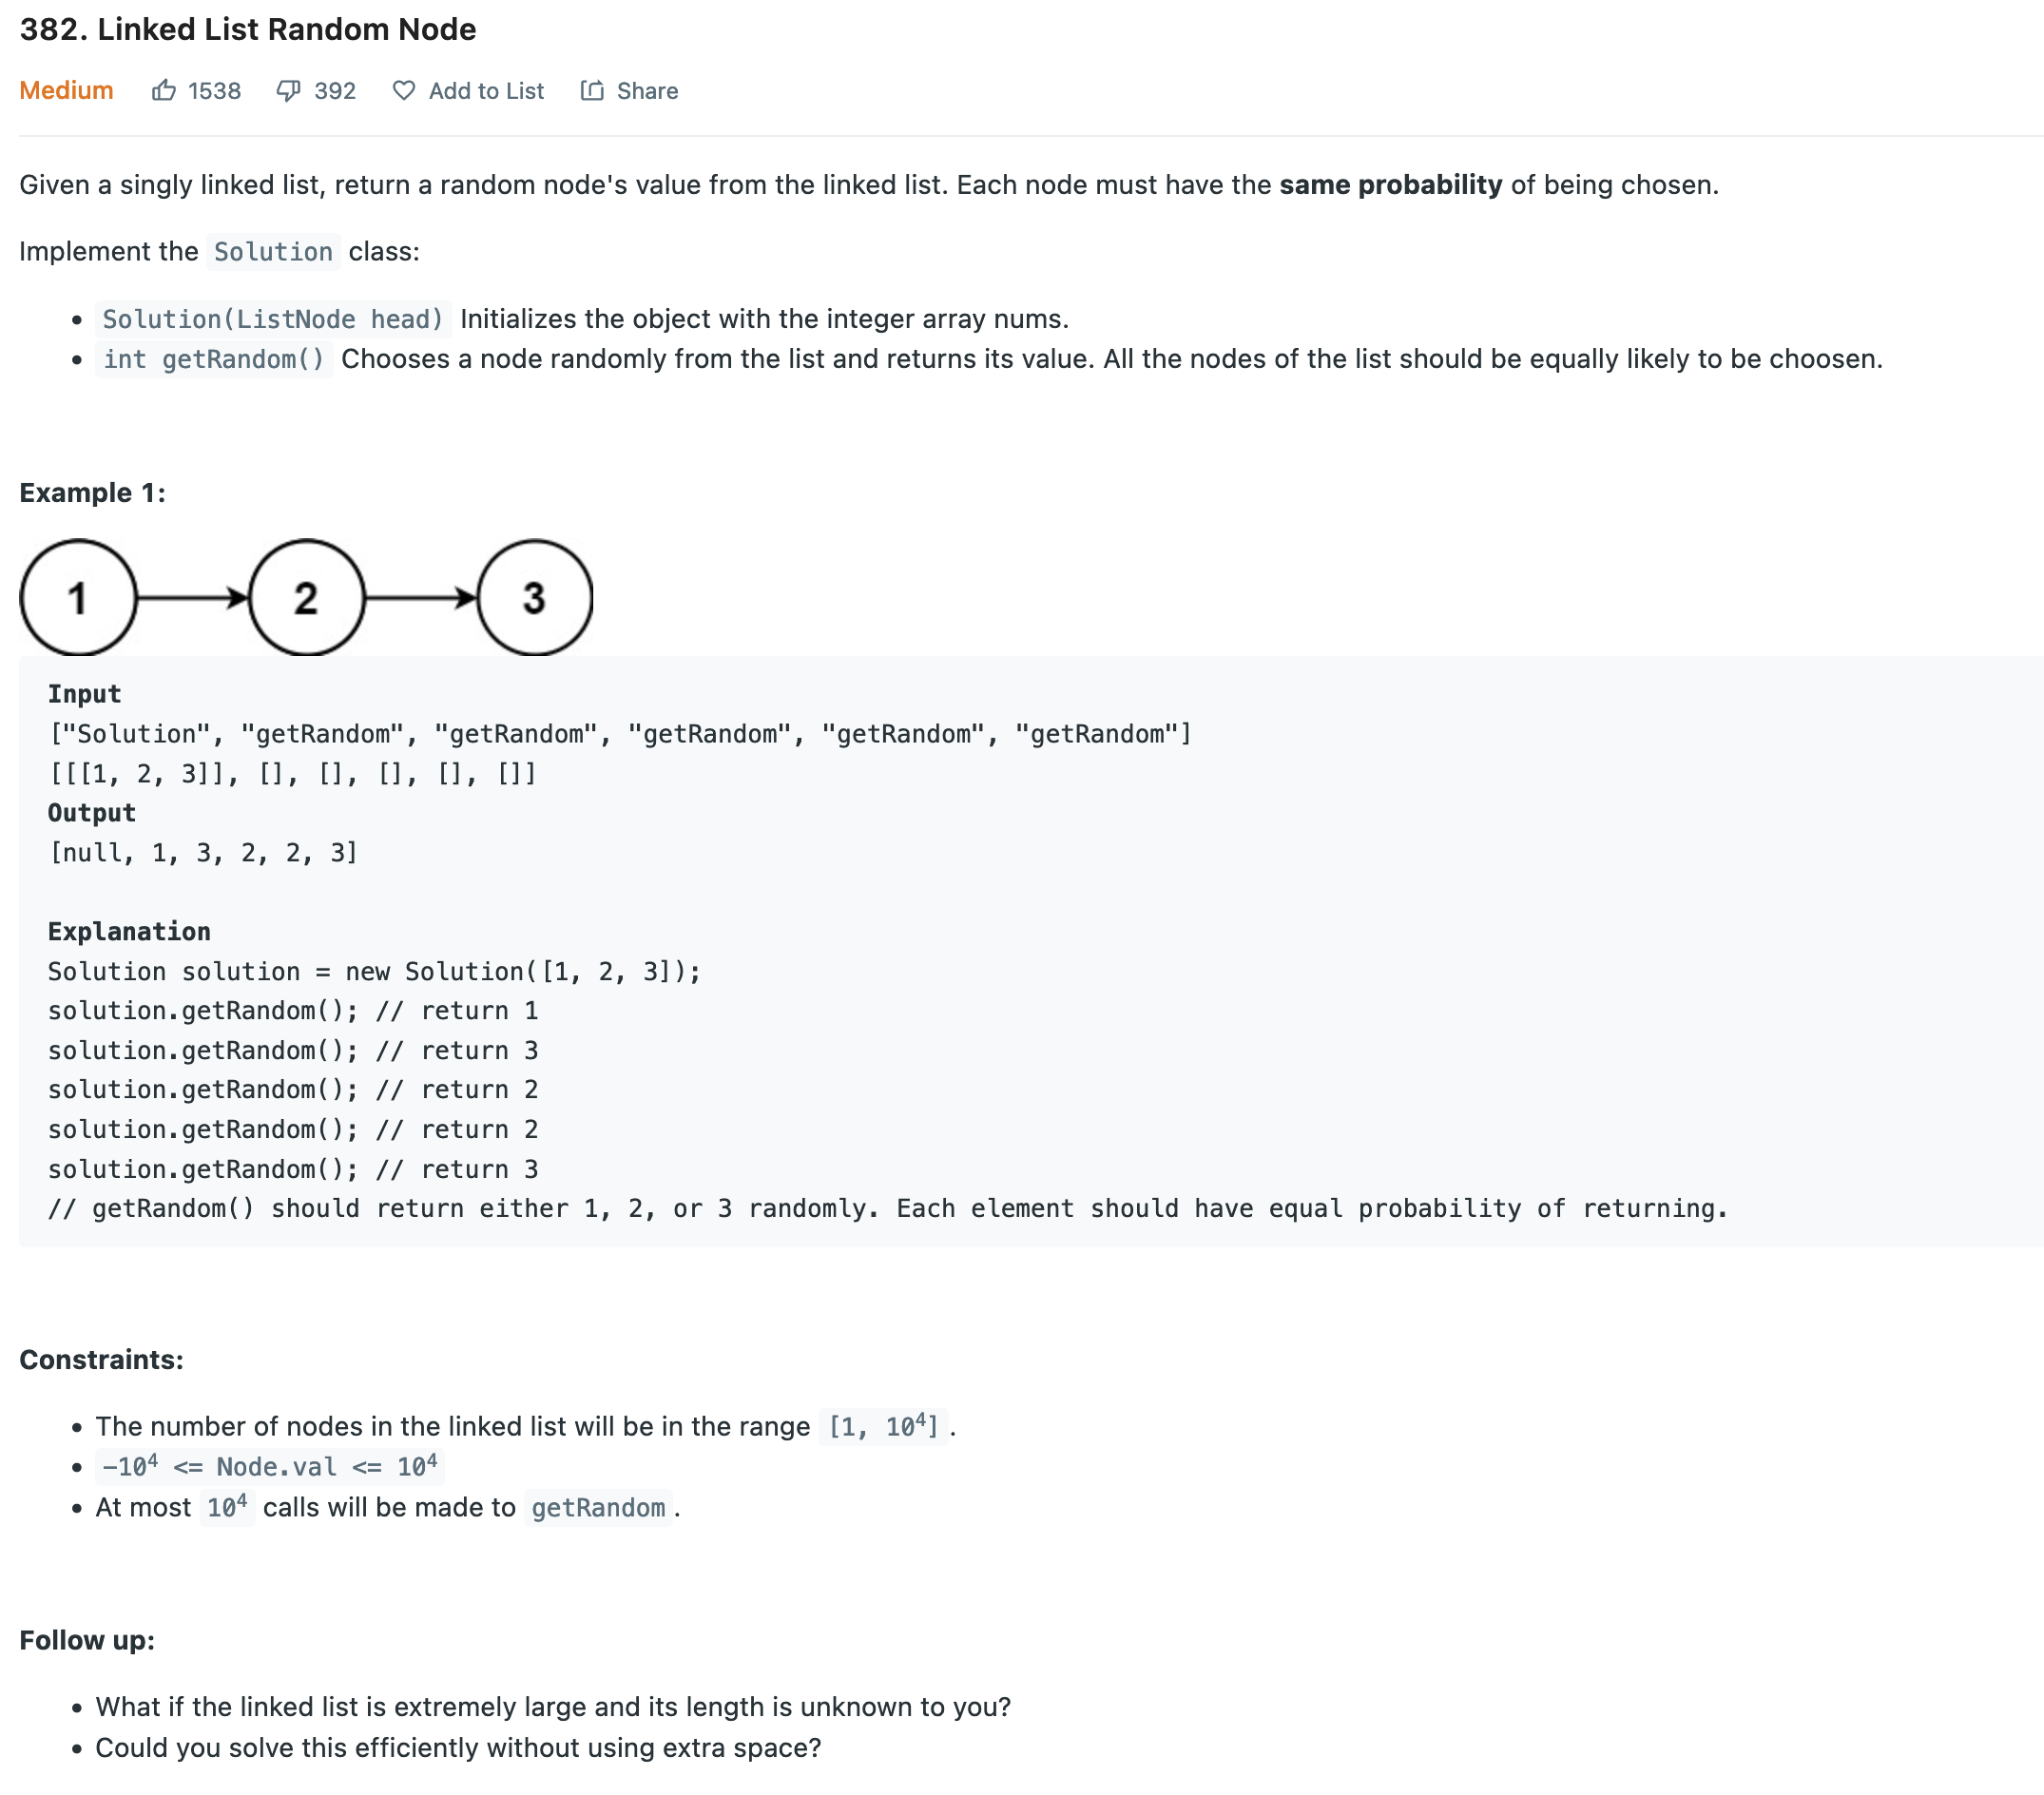 382. Linked List Random Node
Medium 1538 392 Add to List Share
Given a singly linked list, return a random node's value from the linked list. Each node must have the same probability of being chosen.
Implement the Solution class:
• Solution(ListNode head) Initializes the object with the integer array nums.
• int getRandom() Chooses a node randomly from the list and returns its value. All the nodes of the list should be equally likely to be choosen.
Example 1:
1 2 3
Input
["Solution", "getRandom", "getRandom", "getRandom", "getRandom", "getRandom"]
[[[1, 2, 3]], [], [], [], [], []]
Output
[null, 1, 3, 2, 2, 3]
Explanation
Solution solution = new Solution([1, 2, 3]);
solution.getRandom(); // return 1
solution.getRandom(); // return 3
solution.getRandom(); // return 2
solution.getRandom(); // return 2
solution.getRandom(); // return 3
// getRandom() should return either 1, 2, or 3 randomly. Each element should have equal probability of returning.
Constraints:
• The number of nodes in the linked list will be in the range [1, 10⁴].
• -10⁴ <= Node.val <= 10⁴
• At most 10⁴ calls will be made to getRandom.
Follow up:
• What if the linked list is extremely large and its length is unknown to you?
• Could you solve this efficiently without using extra space?